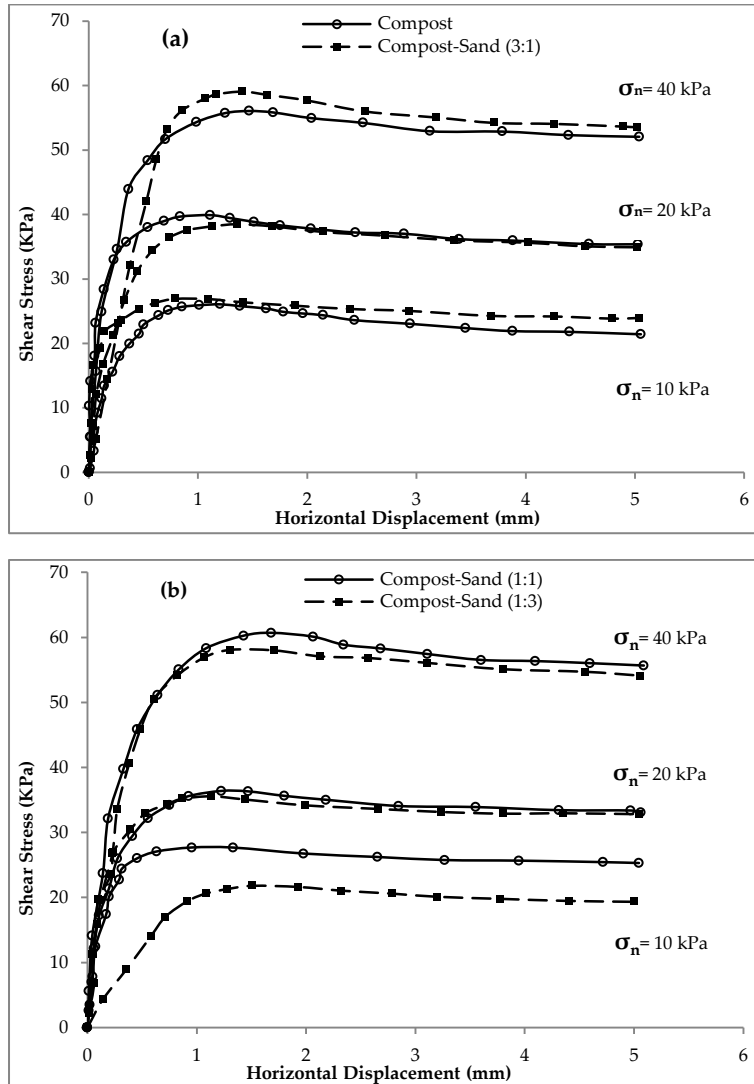 (a)
Compost
Compost-Sand (3:1)
70
60
50
40
30
20
10
0
Shear Stress (KPa)
σn= 40 kPa
σn= 20 kPa
σn= 10 kPa
0 1 2 3 4 5 6
Horizontal Displacement (mm)
(b)
Compost-Sand (1:1)
Compost-Sand (1:3)
70
60
50
40
30
20
10
0
Shear Stress (KPa)
σn= 40 kPa
σn= 20 kPa
σn= 10 kPa
0 1 2 3 4 5 6
Horizontal Displacement (mm)